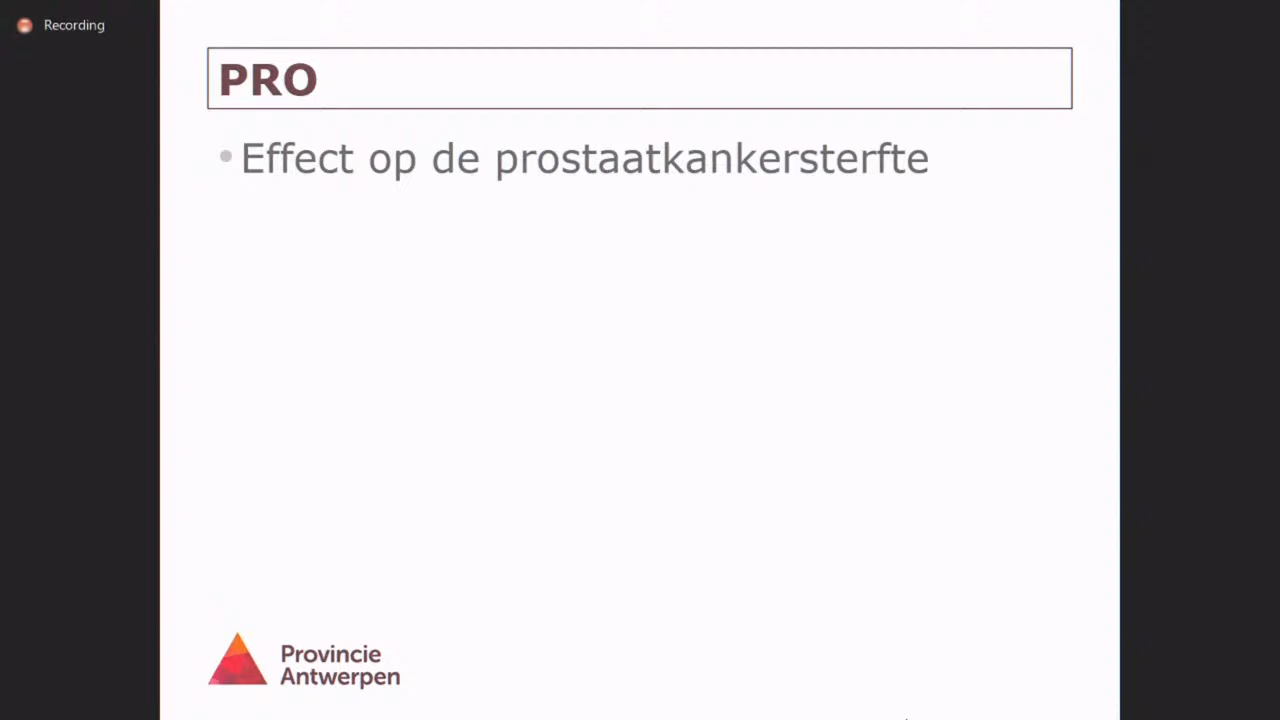 Recording
PRO
• Effect op de prostaatkankersterfte
Provincie
Antwerpen